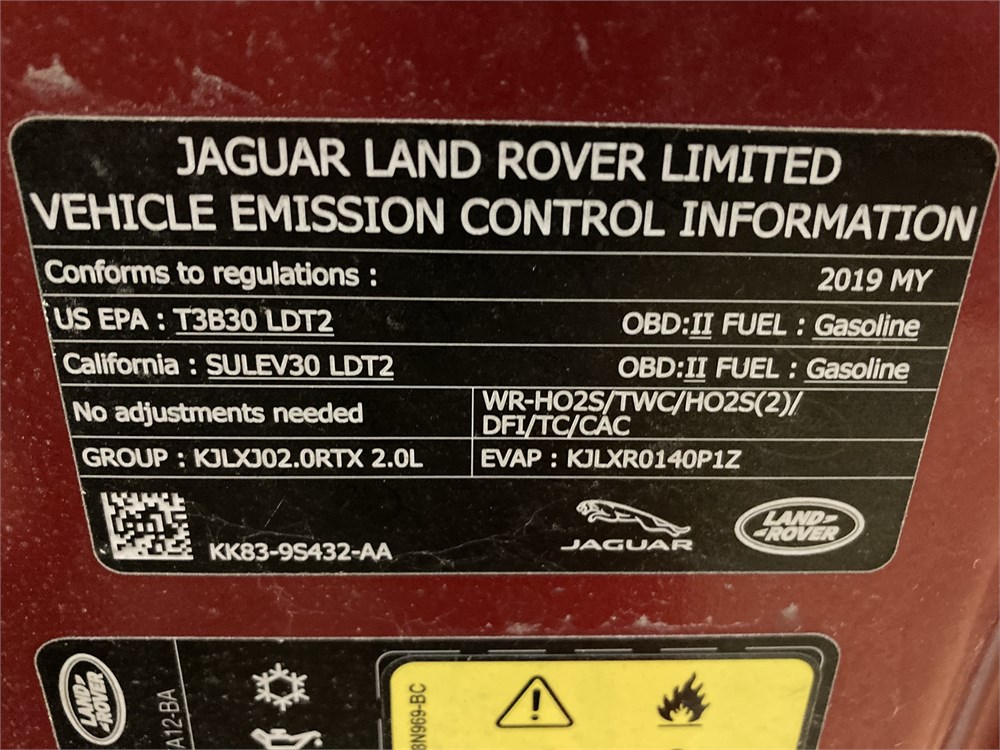 JAGUAR LAND ROVER LIMITED
VEHICLE EMISSION CONTROL INFORMATION
Conforms to regulations : 2019 MY
US EPA : T3B30 LDT2 OBD:II FUEL : Gasoline
California : SULEV30 LDT2 OBD:II FUEL : Gasoline
No adjustments needed
WR-HO2S/TWC/HO2S(2)/
DFI/TC/CAC
GROUP : KJLXJ02.0RTX 2.0L
EVAP : KJLXR0140P1Z
KK83-9S432-AA
JAGUAR
LAND-
-ROVER
LAND-
-ROVER
A12-BA
8N969-BC